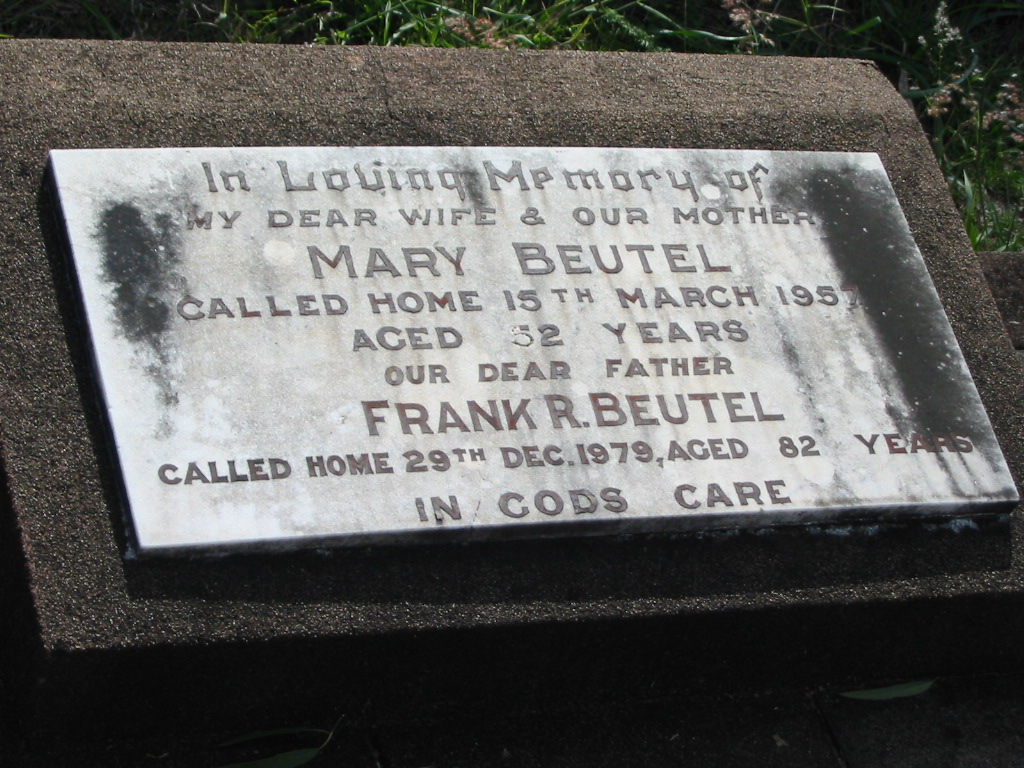 In Loving Memory of
MY DEAR WIFE & OUR MOTHER
MARY BEUTEL
CALLED HOME 15TH MARCH 1957
AGED 52 YEARS
OUR DEAR FATHER
FRANK R. BEUTEL
CALLED HOME 29TH DEC. 1979, AGED 82 YEARS
IN GODS CARE